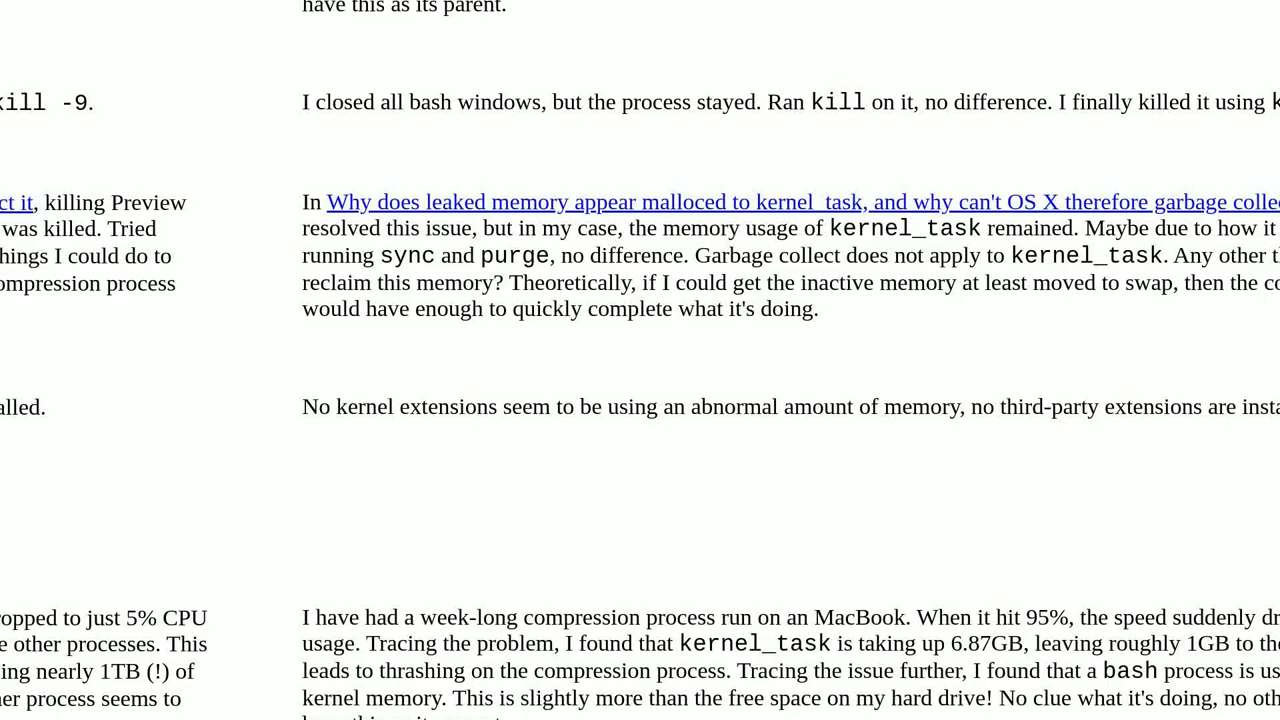 kill -9.
ct it, killing Preview
was killed. Tried
hings I could do to
ompression process
alled.
ropped to just 5% CPU
e other processes. This
ing nearly 1TB (!) of
er process seems to
have this as its parent.
I closed all bash windows, but the process stayed. Ran kill on it, no difference. I finally killed it using k
In Why does leaked memory appear malloced to kernel_task, and why can't OS X therefore garbage colle
resolved this issue, but in my case, the memory usage of kernel_task remained. Maybe due to how it
running sync and purge, no difference. Garbage collect does not apply to kernel_task. Any other t
reclaim this memory? Theoretically, if I could get the inactive memory at least moved to swap, then the co
would have enough to quickly complete what it's doing.
No kernel extensions seem to be using an abnormal amount of memory, no third-party extensions are insta
I have had a week-long compression process run on an MacBook. When it hit 95%, the speed suddenly dr
usage. Tracing the problem, I found that kernel_task is taking up 6.87GB, leaving roughly 1GB to the
leads to thrashing on the compression process. Tracing the issue further, I found that a bash process is us
kernel memory. This is slightly more than the free space on my hard drive! No clue what it's doing, no oth